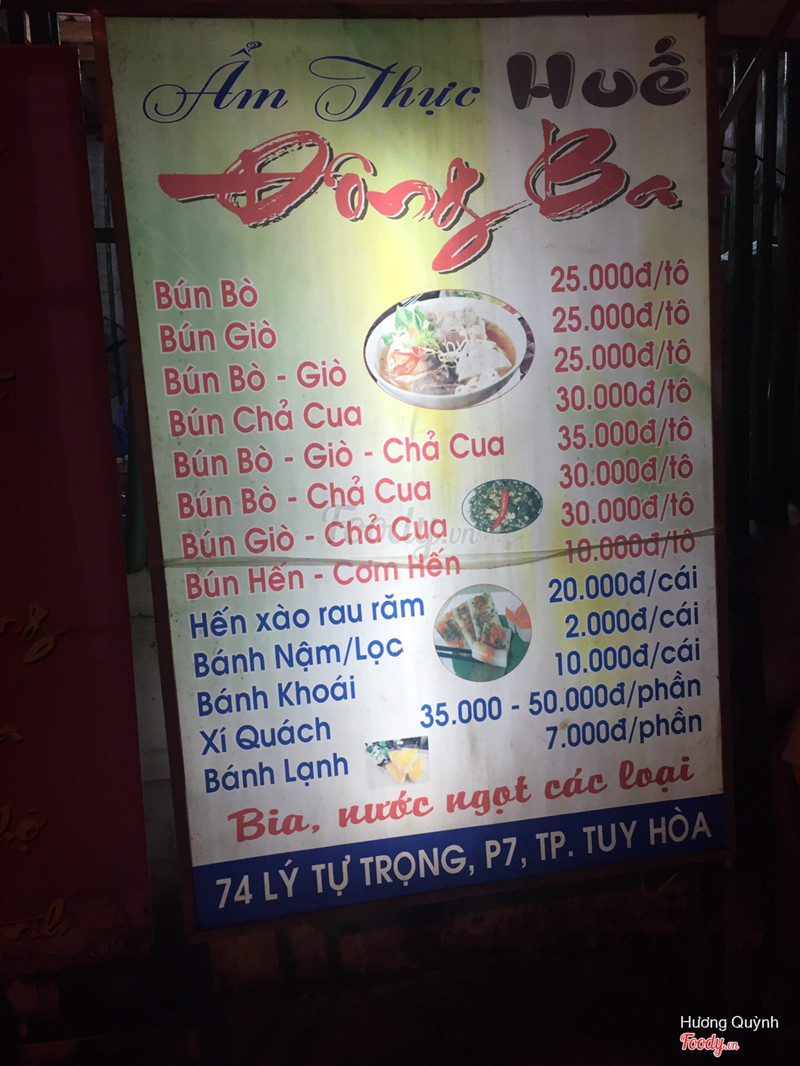 Ẩm Thực Huế
Đông Ba
Bún Bò 25.000đ/tô
Bún Giò 25.000đ/tô
Bún Bò - Giò 25.000đ/tô
Bún Chả Cua 30.000đ/tô
Bún Bò - Giò - Chả Cua 35.000đ/tô
Bún Bò - Chả Cua 30.000đ/tô
Bún Giò - Chả Cua 30.000đ/tô
Bún Hến - Cơm Hến 10.000đ/tô
Hến xào rau răm 20.000đ/cái
Bánh Nậm/Lọc 2.000đ/cái
Bánh Khoái 10.000đ/cái
Xí Quách 35.000 - 50.000đ/phần
Bánh Lạnh 7.000đ/phần
Bia, nước ngọt các loại
74 LÝ TỰ TRỌNG, P7, TP. TUY HÒA
Foody.vn
Hương Quỳnh
Foody.vn